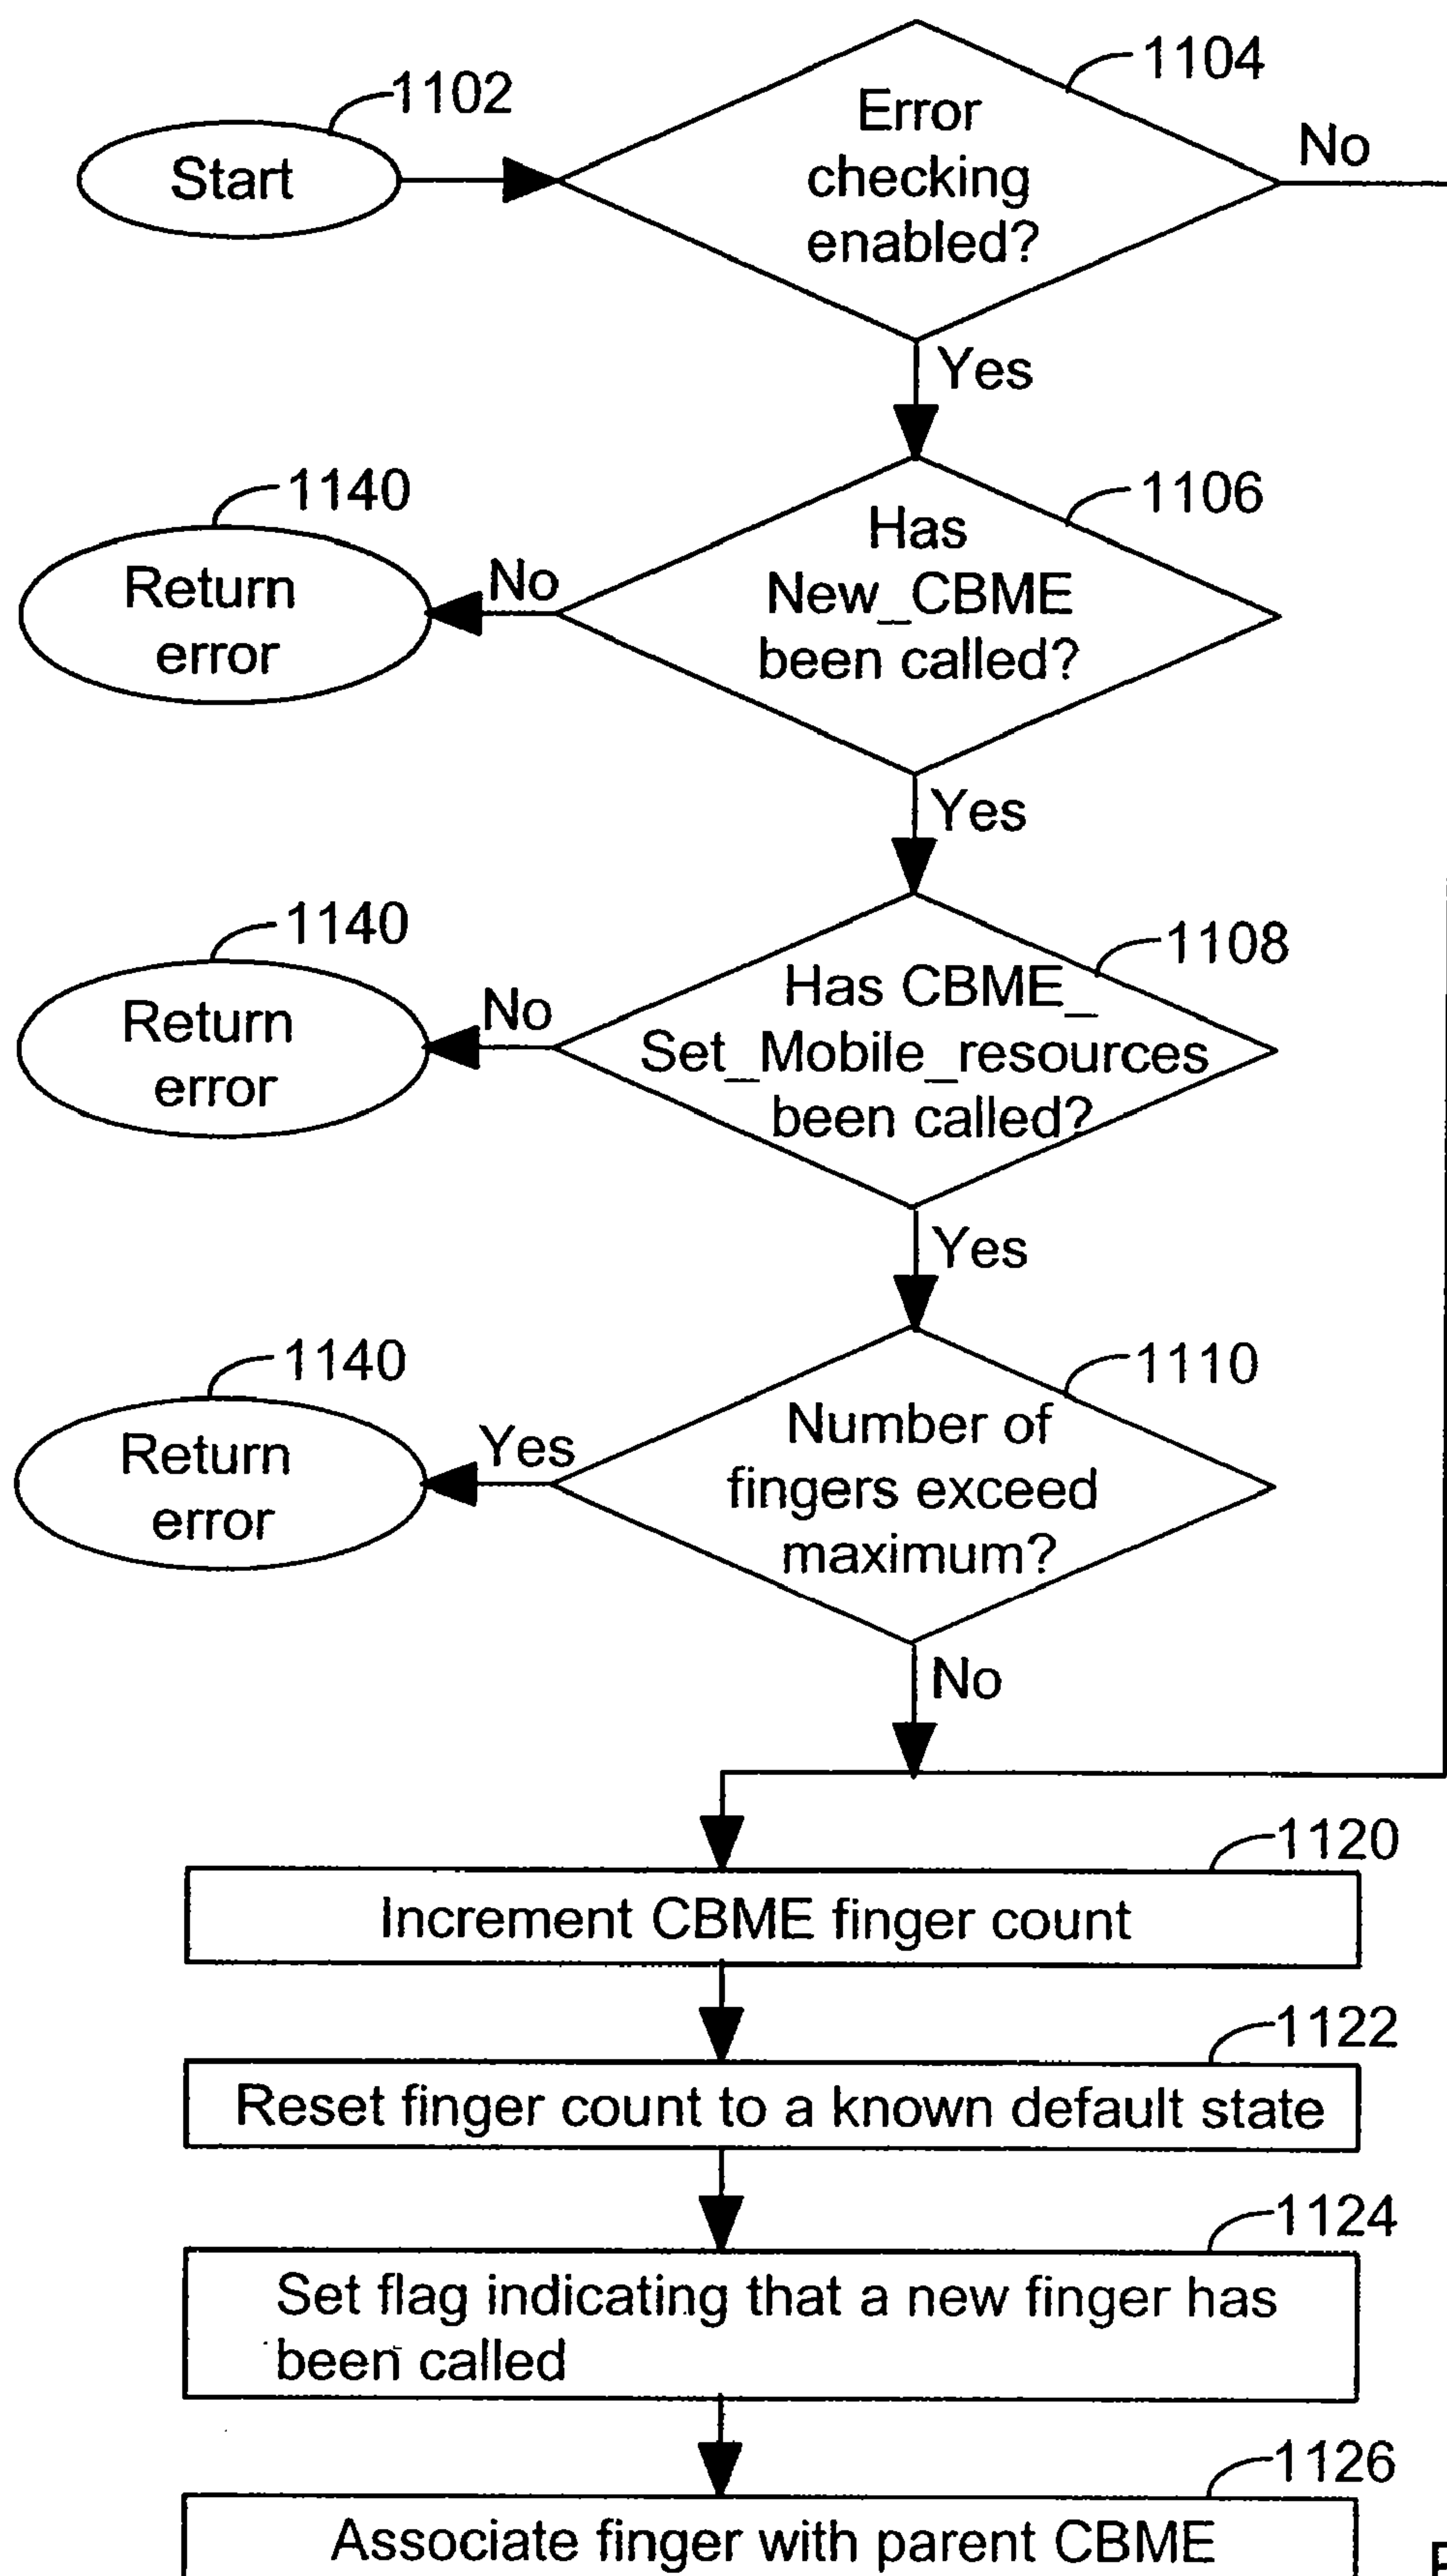 1102
Start
1104
Error
checking
enabled?
No
Yes
1140
Return
error
No
1106
Has
New_CBME
been called?
Yes
1140
Return
error
No
1108
Has CBME_
Set_Mobile_resources
been called?
Yes
1140
Return
error
Yes
1110
Number of
fingers exceed
maximum?
No
1120
Increment CBME finger count
1122
Reset finger count to a known default state
1124
Set flag indicating that a new finger has
been called
1126
Associate finger with parent CBME